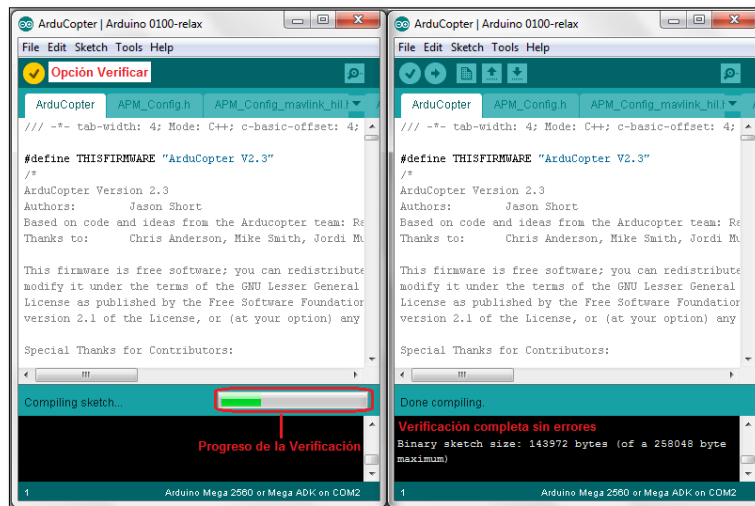 ArduCopter | Arduino 0100-relax
File Edit Sketch Tools Help
Opción Verificar
ArduCopter APM_Config.h APM_Config_mavlink_hil.h
/// -*- tab-width: 4; Mode: C++; c-basic-offset: 4;
#define THISFIRMWARE "ArduCopter V2.3"
/*
ArduCopter Version 2.3
Authors: Jason Short
Based on code and ideas from the Arducopter team: Ra
Thanks to: Chris Anderson, Mike Smith, Jordi Mu
This firmware is free software; you can redistribute
modify it under the terms of the GNU Lesser General
License as published by the Free Software Foundation
version 2.1 of the License, or (at your option) any
Special Thanks for Contributors:
Compiling sketch...
Progreso de la Verificación
1 Arduino Mega 2560 or Mega ADK on COM2
ArduCopter | Arduino 0100-relax
File Edit Sketch Tools Help
ArduCopter APM_Config.h APM_Config_mavlink_hil.h
/// -*- tab-width: 4; Mode: C++; c-basic-offset: 4;
#define THISFIRMWARE "ArduCopter V2.3"
/*
ArduCopter Version 2.3
Authors: Jason Short
Based on code and ideas from the Arducopter team: Ra
Thanks to: Chris Anderson, Mike Smith, Jordi Mu
This firmware is free software; you can redistribute
modify it under the terms of the GNU Lesser General
License as published by the Free Software Foundation
version 2.1 of the License, or (at your option) any
Special Thanks for Contributors:
Done compiling.
Verificación completa sin errores
Binary sketch size: 143972 bytes (of a 258048 byte
maximum)
1 Arduino Mega 2560 or Mega ADK on COM2